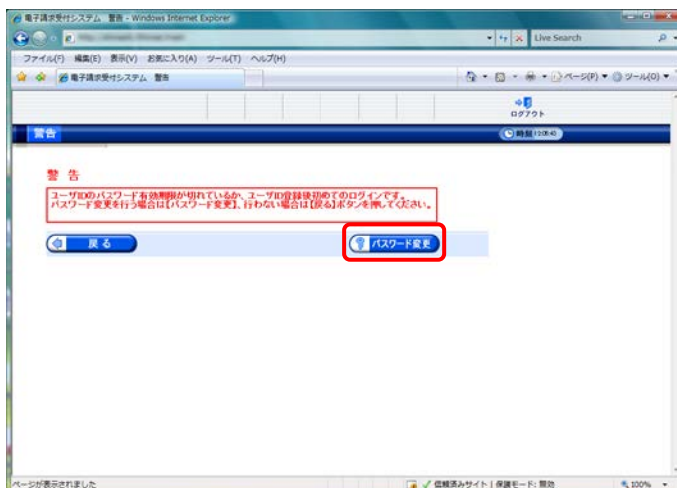 電子請求受付システム 警告 - Windows Internet Explorer
Live Search
ファイル(F) 編集(E) 表示(V) お気に入り(A) ツール(T) ヘルプ(H)
電子請求受付システム 警告
ページ(P) ツール(O)
ログアウト
警告
時刻
警 告
ユーザIDのパスワード有効期限が切れているか、ユーザID登録後初めてのログインです。
パスワード変更を行う場合は【パスワード変更】、行わない場合は【戻る】ボタンを押してください。
戻る
パスワード変更
ページが表示されました
信頼済みサイト | 保護モード: 無効
100%